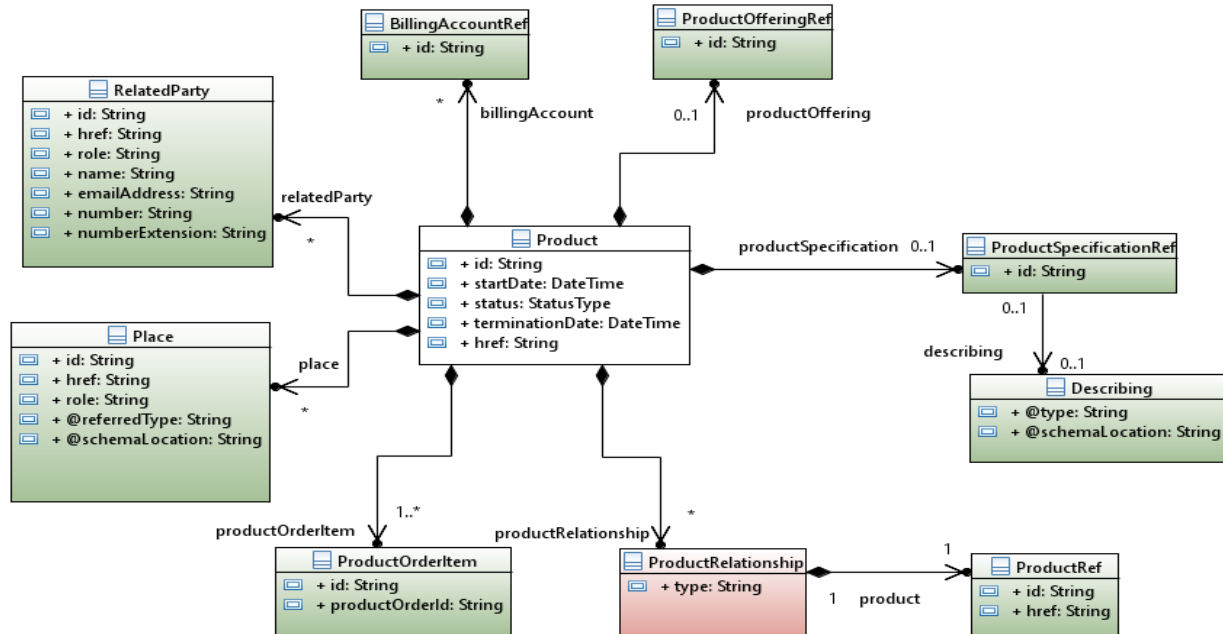 BillingAccountRef
+ id: String
ProductOfferingRef
+ id: String
RelatedParty
+ id: String
+ href: String
+ role: String
+ name: String
+ emailAddress: String
+ number: String
+ numberExtension: String
*
billingAccount
0..1
productOffering
relatedParty
*
Product
+ id: String
+ startDate: DateTime
+ status: StatusType
+ terminationDate: DateTime
+ href: String
productSpecification
0..1
ProductSpecificationRef
+ id: String
0..1
describing
0..1
Describing
+ @type: String
+ @schemaLocation: String
Place
+ id: String
+ href: String
+ role: String
+ @referredType: String
+ @schemaLocation: String
place
*
1..*
productOrderItem
ProductOrderItem
+ id: String
+ productOrderId: String
*
productRelationship
ProductRelationship
+ type: String
1
product
1
ProductRef
+ id: String
+ href: String